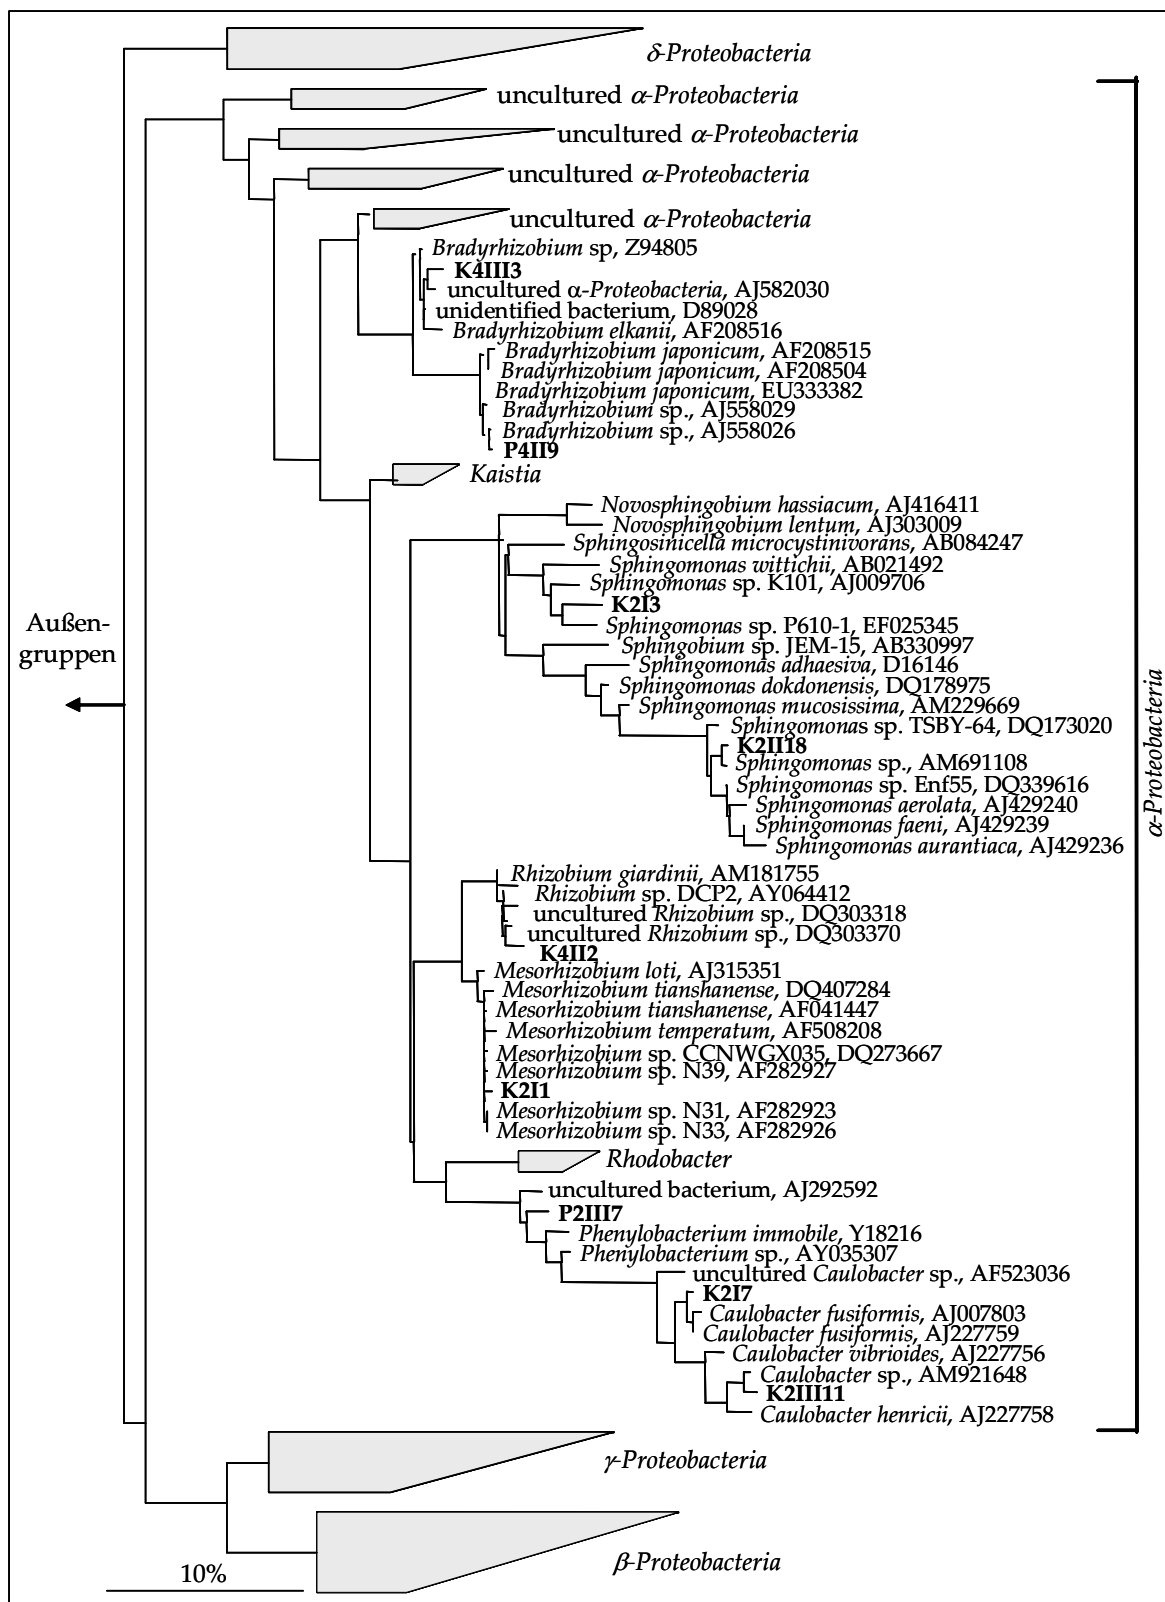 δ-Proteobacteria
uncultured α-Proteobacteria
uncultured α-Proteobacteria
uncultured α-Proteobacteria
uncultured α-Proteobacteria
Bradyrhizobium sp, Z94805
K4III3
uncultured α-Proteobacteria, AJ582030
unidentified bacterium, D89028
Bradyrhizobium elkanii, AF208516
Bradyrhizobium japonicum, AF208515
Bradyrhizobium japonicum, AF208504
Bradyrhizobium japonicum, EU333382
Bradyrhizobium sp., AJ558029
Bradyrhizobium sp., AJ558026
P4II9
Kaistia
Novosphingobium hassiacum, AJ416411
Novosphingobium lentum, AJ303009
Sphingosinicella microcystinivorans, AB084247
Sphingomonas wittichii, AB021492
Sphingomonas sp. K101, AJ009706
K2I3
Sphingomonas sp. P610-1, EF025345
Sphingobium sp. JEM-15, AB330997
Sphingomonas adhaesiva, D16146
Sphingomonas dokdonensis, DQ178975
Sphingomonas mucosissima, AM229669
Sphingomonas sp. TSBY-64, DQ173020
K2II18
Sphingomonas sp., AM691108
Sphingomonas sp. Enf55, DQ339616
Sphingomonas aerolata, AJ429240
Sphingomonas faeni, AJ429239
Sphingomonas aurantiaca, AJ429236
Rhizobium giardinii, AM181755
Rhizobium sp. DCP2, AY064412
uncultured Rhizobium sp., DQ303318
uncultured Rhizobium sp., DQ303370
K4II2
Mesorhizobium loti, AJ315351
Mesorhizobium tianshanense, DQ407284
Mesorhizobium tianshanense, AF041447
Mesorhizobium temperatum, AF508208
Mesorhizobium sp. CCNWGX035, DQ273667
Mesorhizobium sp. N39, AF282927
K2I1
Mesorhizobium sp. N31, AF282923
Mesorhizobium sp. N33, AF282926
Rhodobacter
uncultured bacterium, AJ292592
P2III7
Phenylobacterium immobile, Y18216
Phenylobacterium sp., AY035307
uncultured Caulobacter sp., AF523036
K2I7
Caulobacter fusiformis, AJ007803
Caulobacter fusiformis, AJ227759
Caulobacter vibrioides, AJ227756
Caulobacter sp., AM921648
K2III11
Caulobacter henricii, AJ227758
γ-Proteobacteria
β-Proteobacteria
10%
Außen-
gruppen
α-Proteobacteria